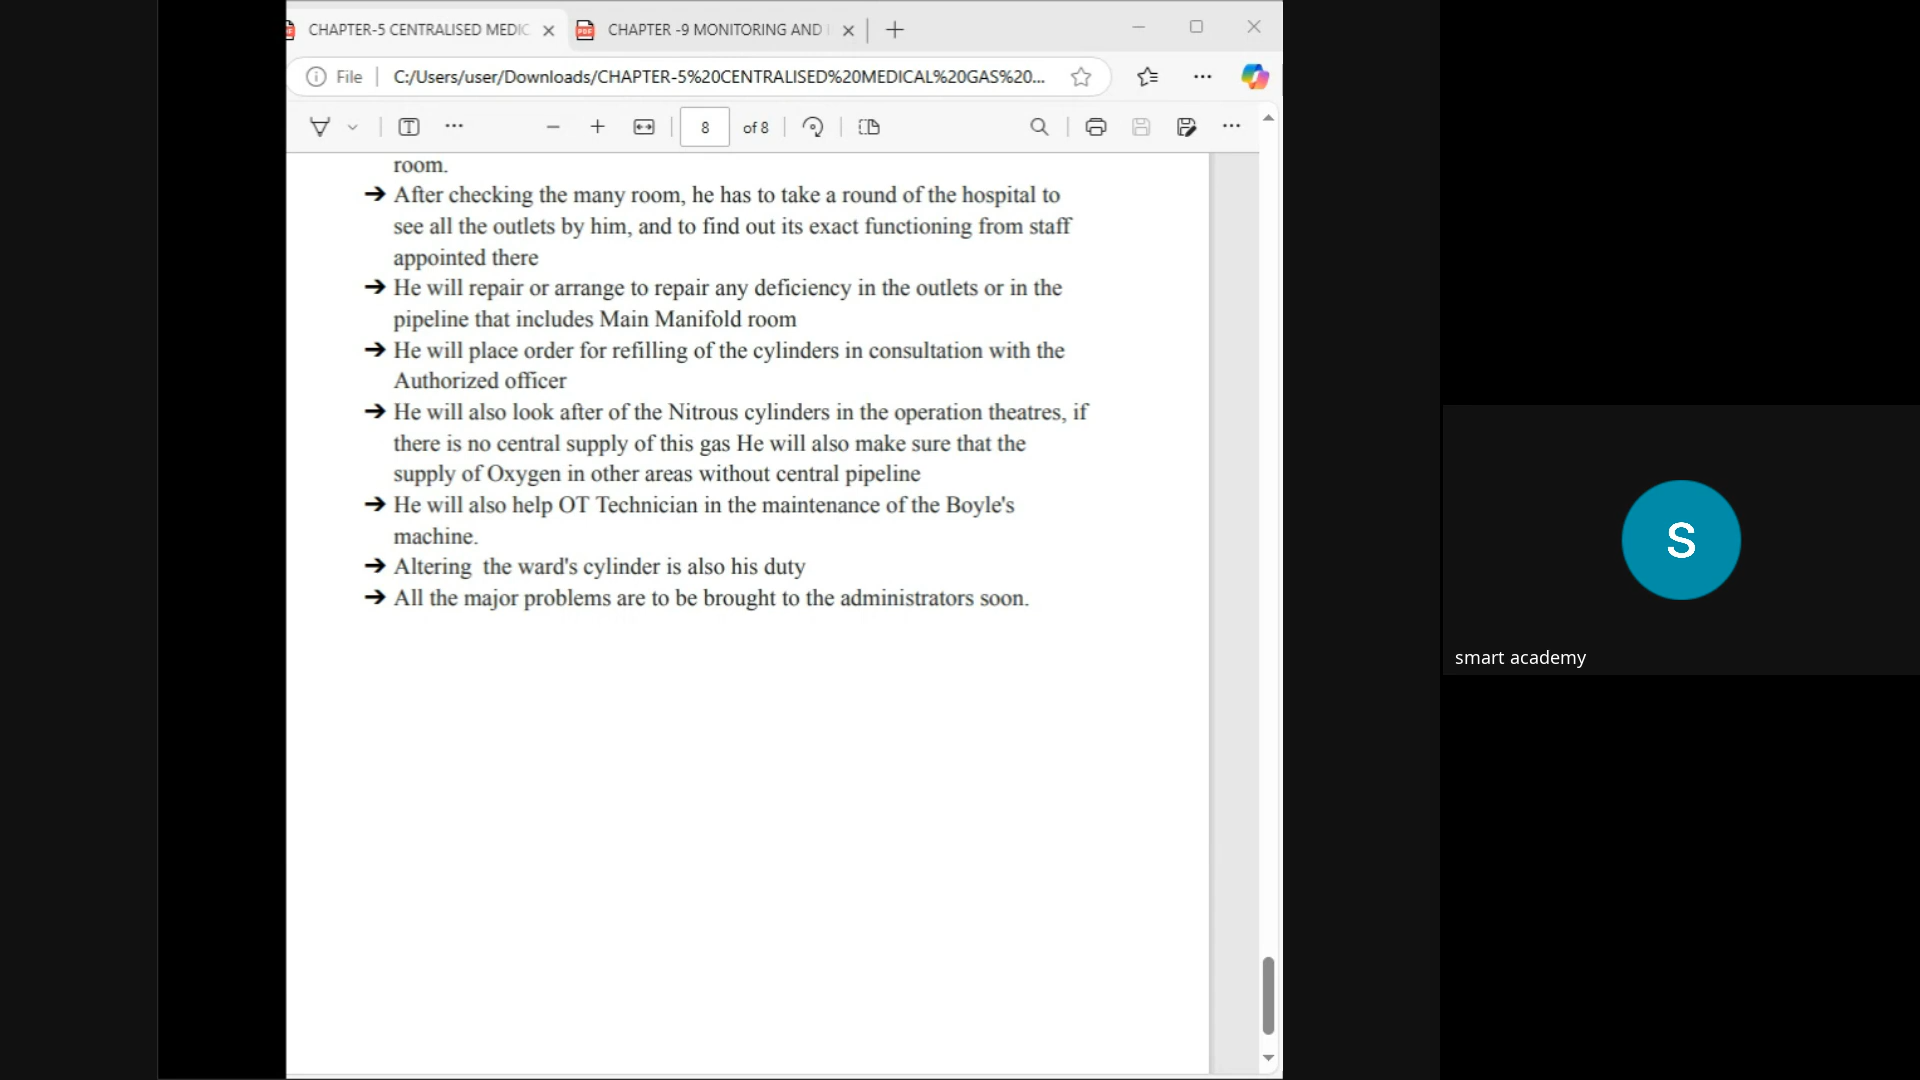 CHAPTER-5 CENTRALISED MEDIC
CHAPTER -9 MONITORING AND
File
C:/Users/user/Downloads/CHAPTER-5%20CENTRALISED%20MEDICAL%20GAS%20...
8 of 8
room.
➔ After checking the many room, he has to take a round of the hospital to
see all the outlets by him, and to find out its exact functioning from staff
appointed there
➔ He will repair or arrange to repair any deficiency in the outlets or in the
pipeline that includes Main Manifold room
➔ He will place order for refilling of the cylinders in consultation with the
Authorized officer
➔ He will also look after of the Nitrous cylinders in the operation theatres, if
there is no central supply of this gas He will also make sure that the
supply of Oxygen in other areas without central pipeline
➔ He will also help OT Technician in the maintenance of the Boyle's
machine.
➔ Altering the ward's cylinder is also his duty
➔ All the major problems are to be brought to the administrators soon.
S
smart academy